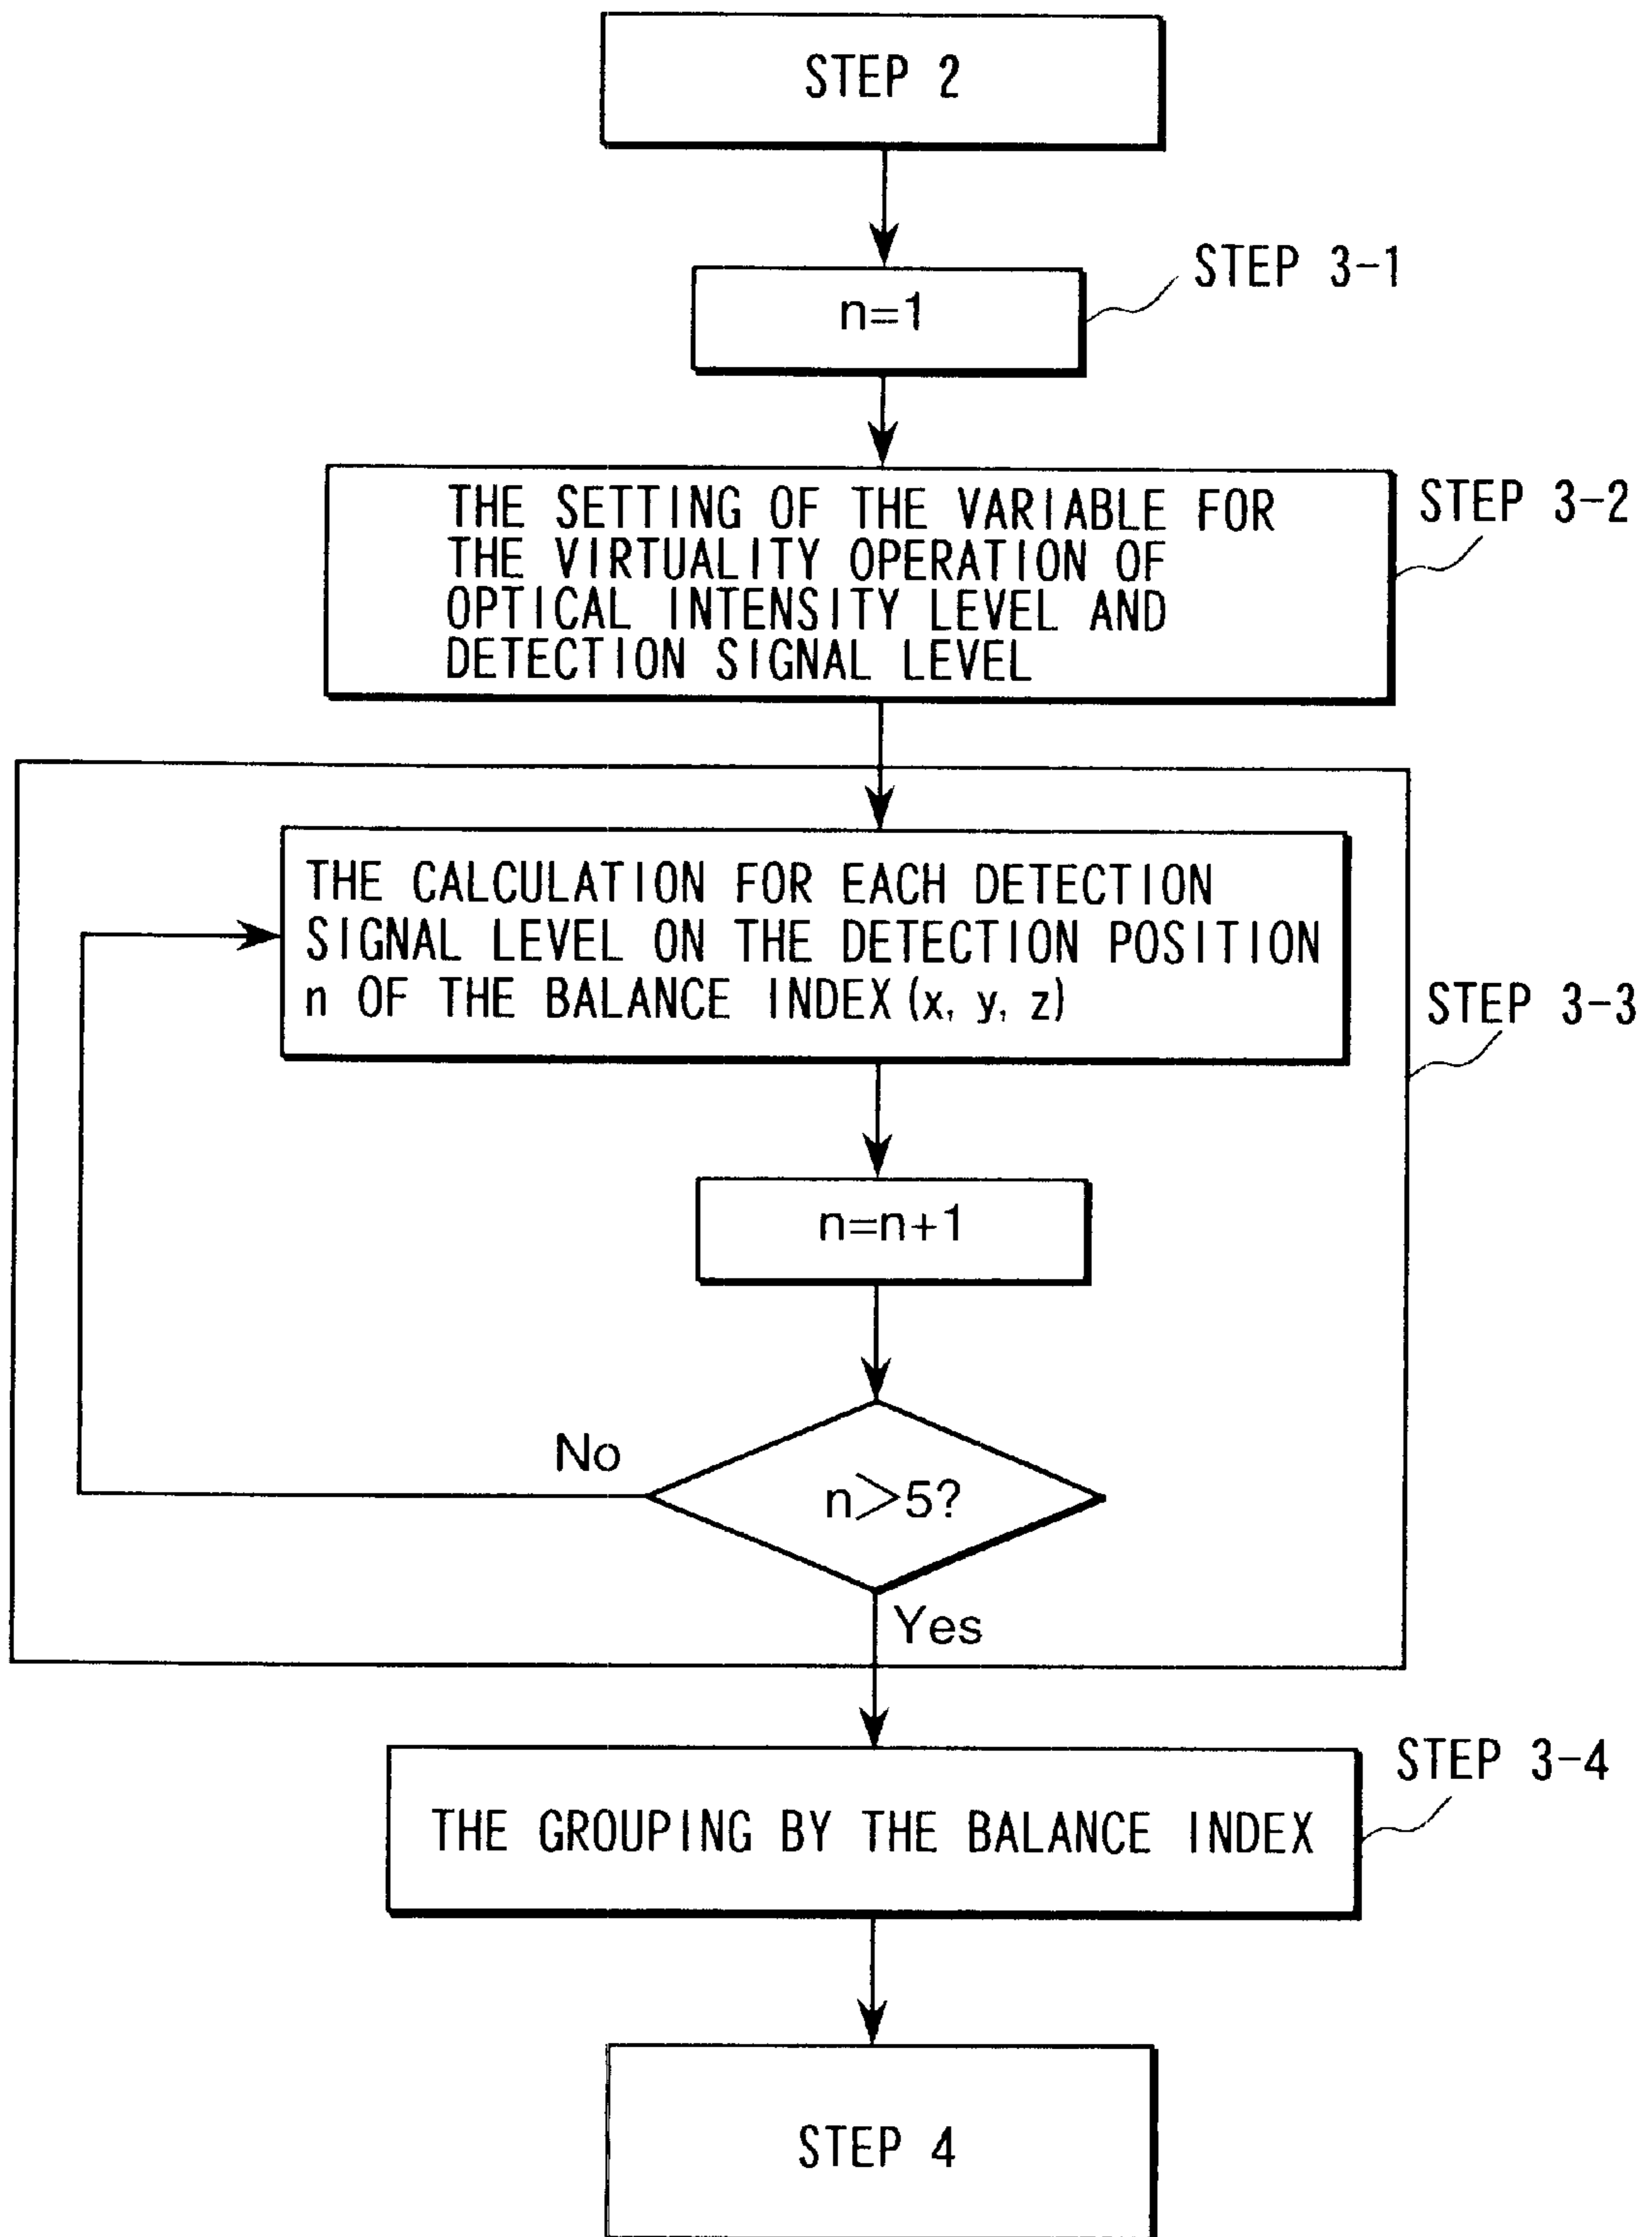 STEP 2
STEP 3-1
n=1
THE SETTING OF THE VARIABLE FOR
STEP 3-2
THE VIRTUALITY OPERATION OF
OPTICAL INTENSITY LEVEL AND
DETECTION SIGNAL LEVEL
THE CALCULATION FOR EACH DETECTION
SIGNAL LEVEL ON THE DETECTION POSITION
n OF THE BALANCE INDEX (x, y, z)
STEP 3-3
n=n+1
No
n>5?
Yes
STEP 3-4
THE GROUPING BY THE BALANCE INDEX
STEP 4